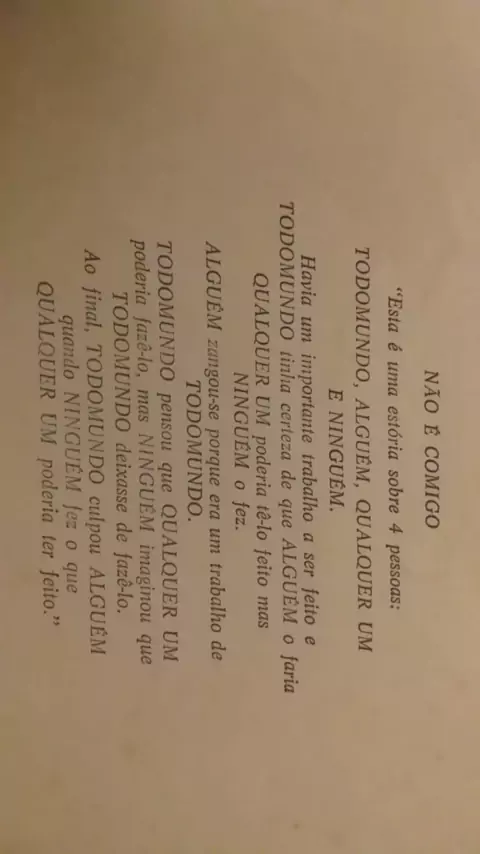 NÃO É COMIGO
"Esta é uma estória sobre 4 pessoas:
TODOMUNDO, ALGUÉM, QUALQUER UM
E NINGUÉM.
Havia um importante trabalho a ser feito e
TODOMUNDO tinha certeza de que ALGUÉM o faria
QUALQUER UM poderia tê-lo feito mas
NINGUÉM o fez.
ALGUÉM zangou-se porque era um trabalho de
TODOMUNDO.
TODOMUNDO pensou que QUALQUER UM
poderia fazê-lo, mas NINGUÉM imaginou que
TODOMUNDO deixasse de fazê-lo.
Ao final, TODOMUNDO culpou ALGUÉM
quando NINGUÉM fez o que
QUALQUER UM poderia ter feito."